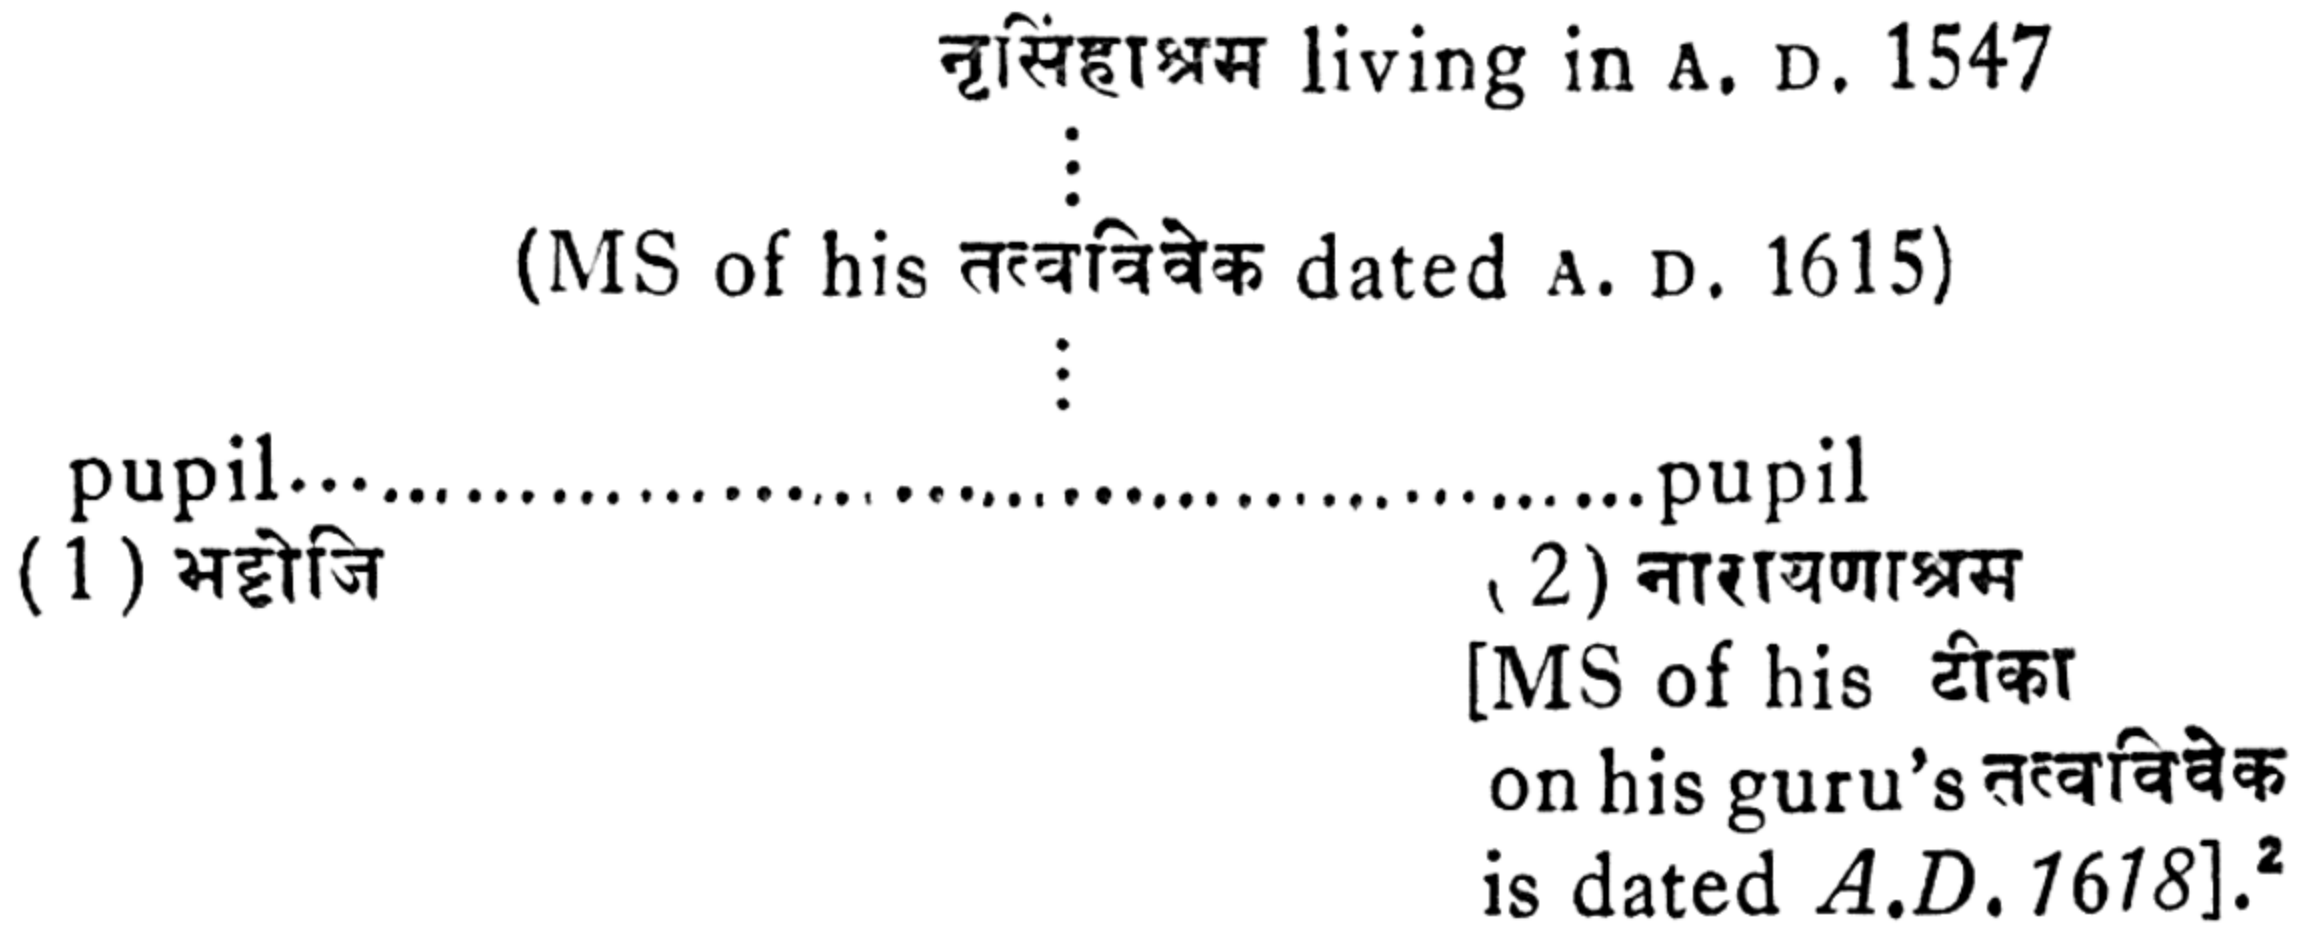 नृसिंहाश्रम living in A. D. 1547
(MS of his तत्वविवेक dated A. D. 1615)
pupil.......................................................pupil
(1) भट्टोजि (2) नारायणाश्रम
[MS of his टीका
on his guru’s तत्वविवेक
is dated A.D. 1618].²